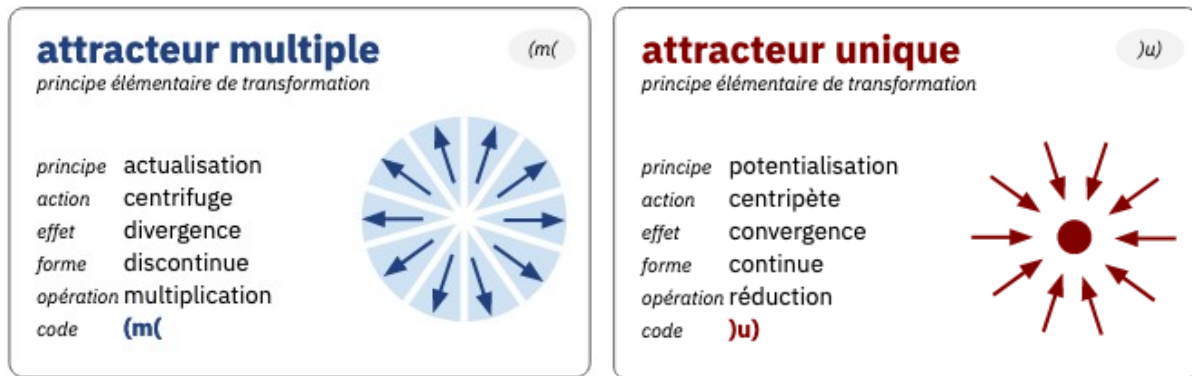 attracteur multiple
(m(
principe élémentaire de transformation
principe actualisation
action centrifuge
effet divergence
forme discontinue
opération multiplication
code (m(
attracteur unique
)u)
principe élémentaire de transformation
principe potentialisation
action centripète
effet convergence
forme continue
opération réduction
code )u)